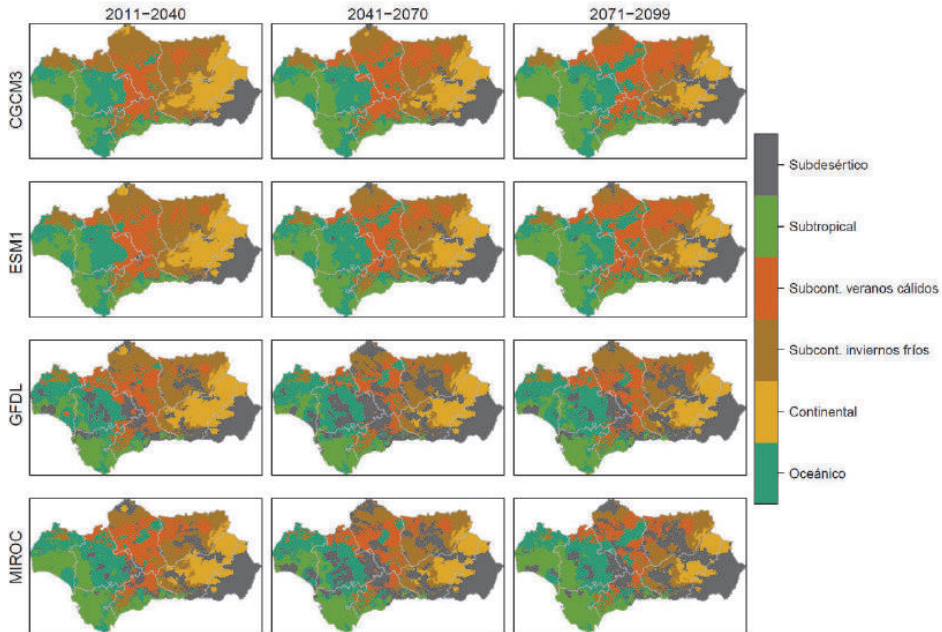 2011−2040
2041−2070
2071−2099
CGCM3
ESM1
GFDL
MIROC
Subdesértico
Subtropical
Subcont. veranos cálidos
Subcont. inviernos fríos
Continental
Oceánico